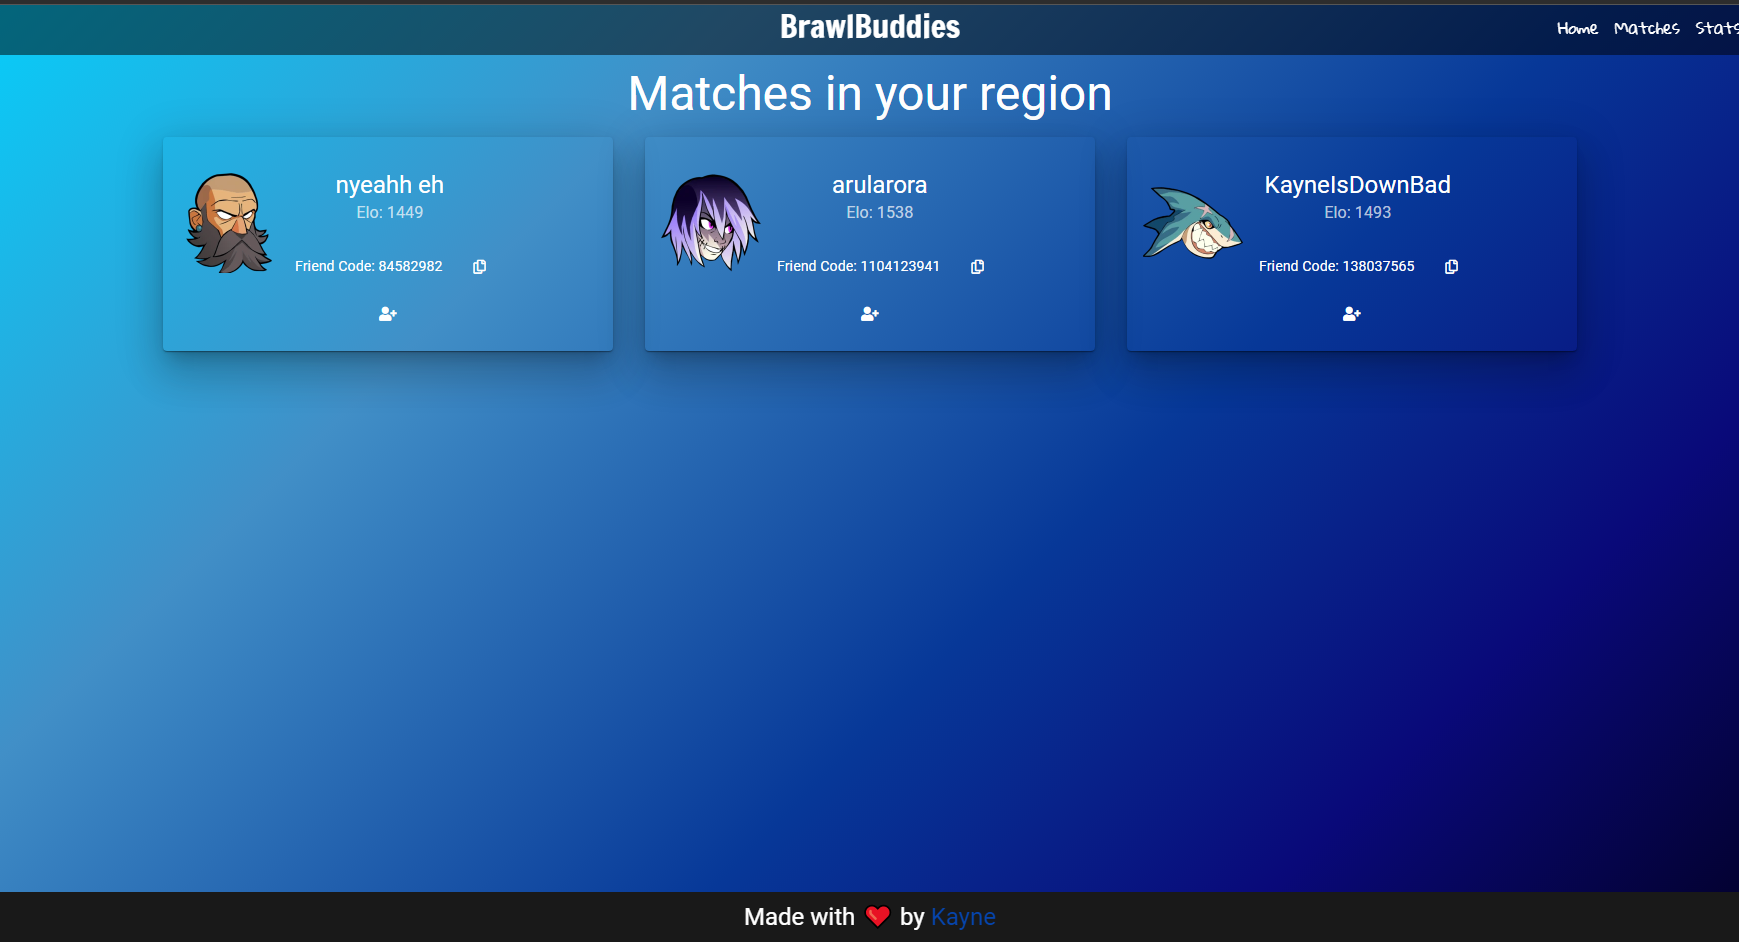 BrawlBuddies
Home Matches Stats
Matches in your region
nyeahh eh
Elo: 1449
Friend Code: 84582982
arularora
Elo: 1538
Friend Code: 1104123941
KayneIsDownBad
Elo: 1493
Friend Code: 138037565
Made with ❤️ by Kayne